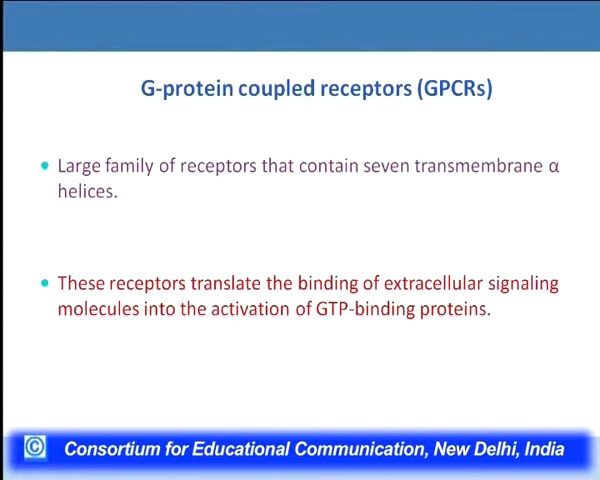 G-protein coupled receptors (GPCRs)
Large family of receptors that contain seven transmembrane α
helices.
These receptors translate the binding of extracellular signaling
molecules into the activation of GTP-binding proteins.
© Consortium for Educational Communication, New Delhi, India